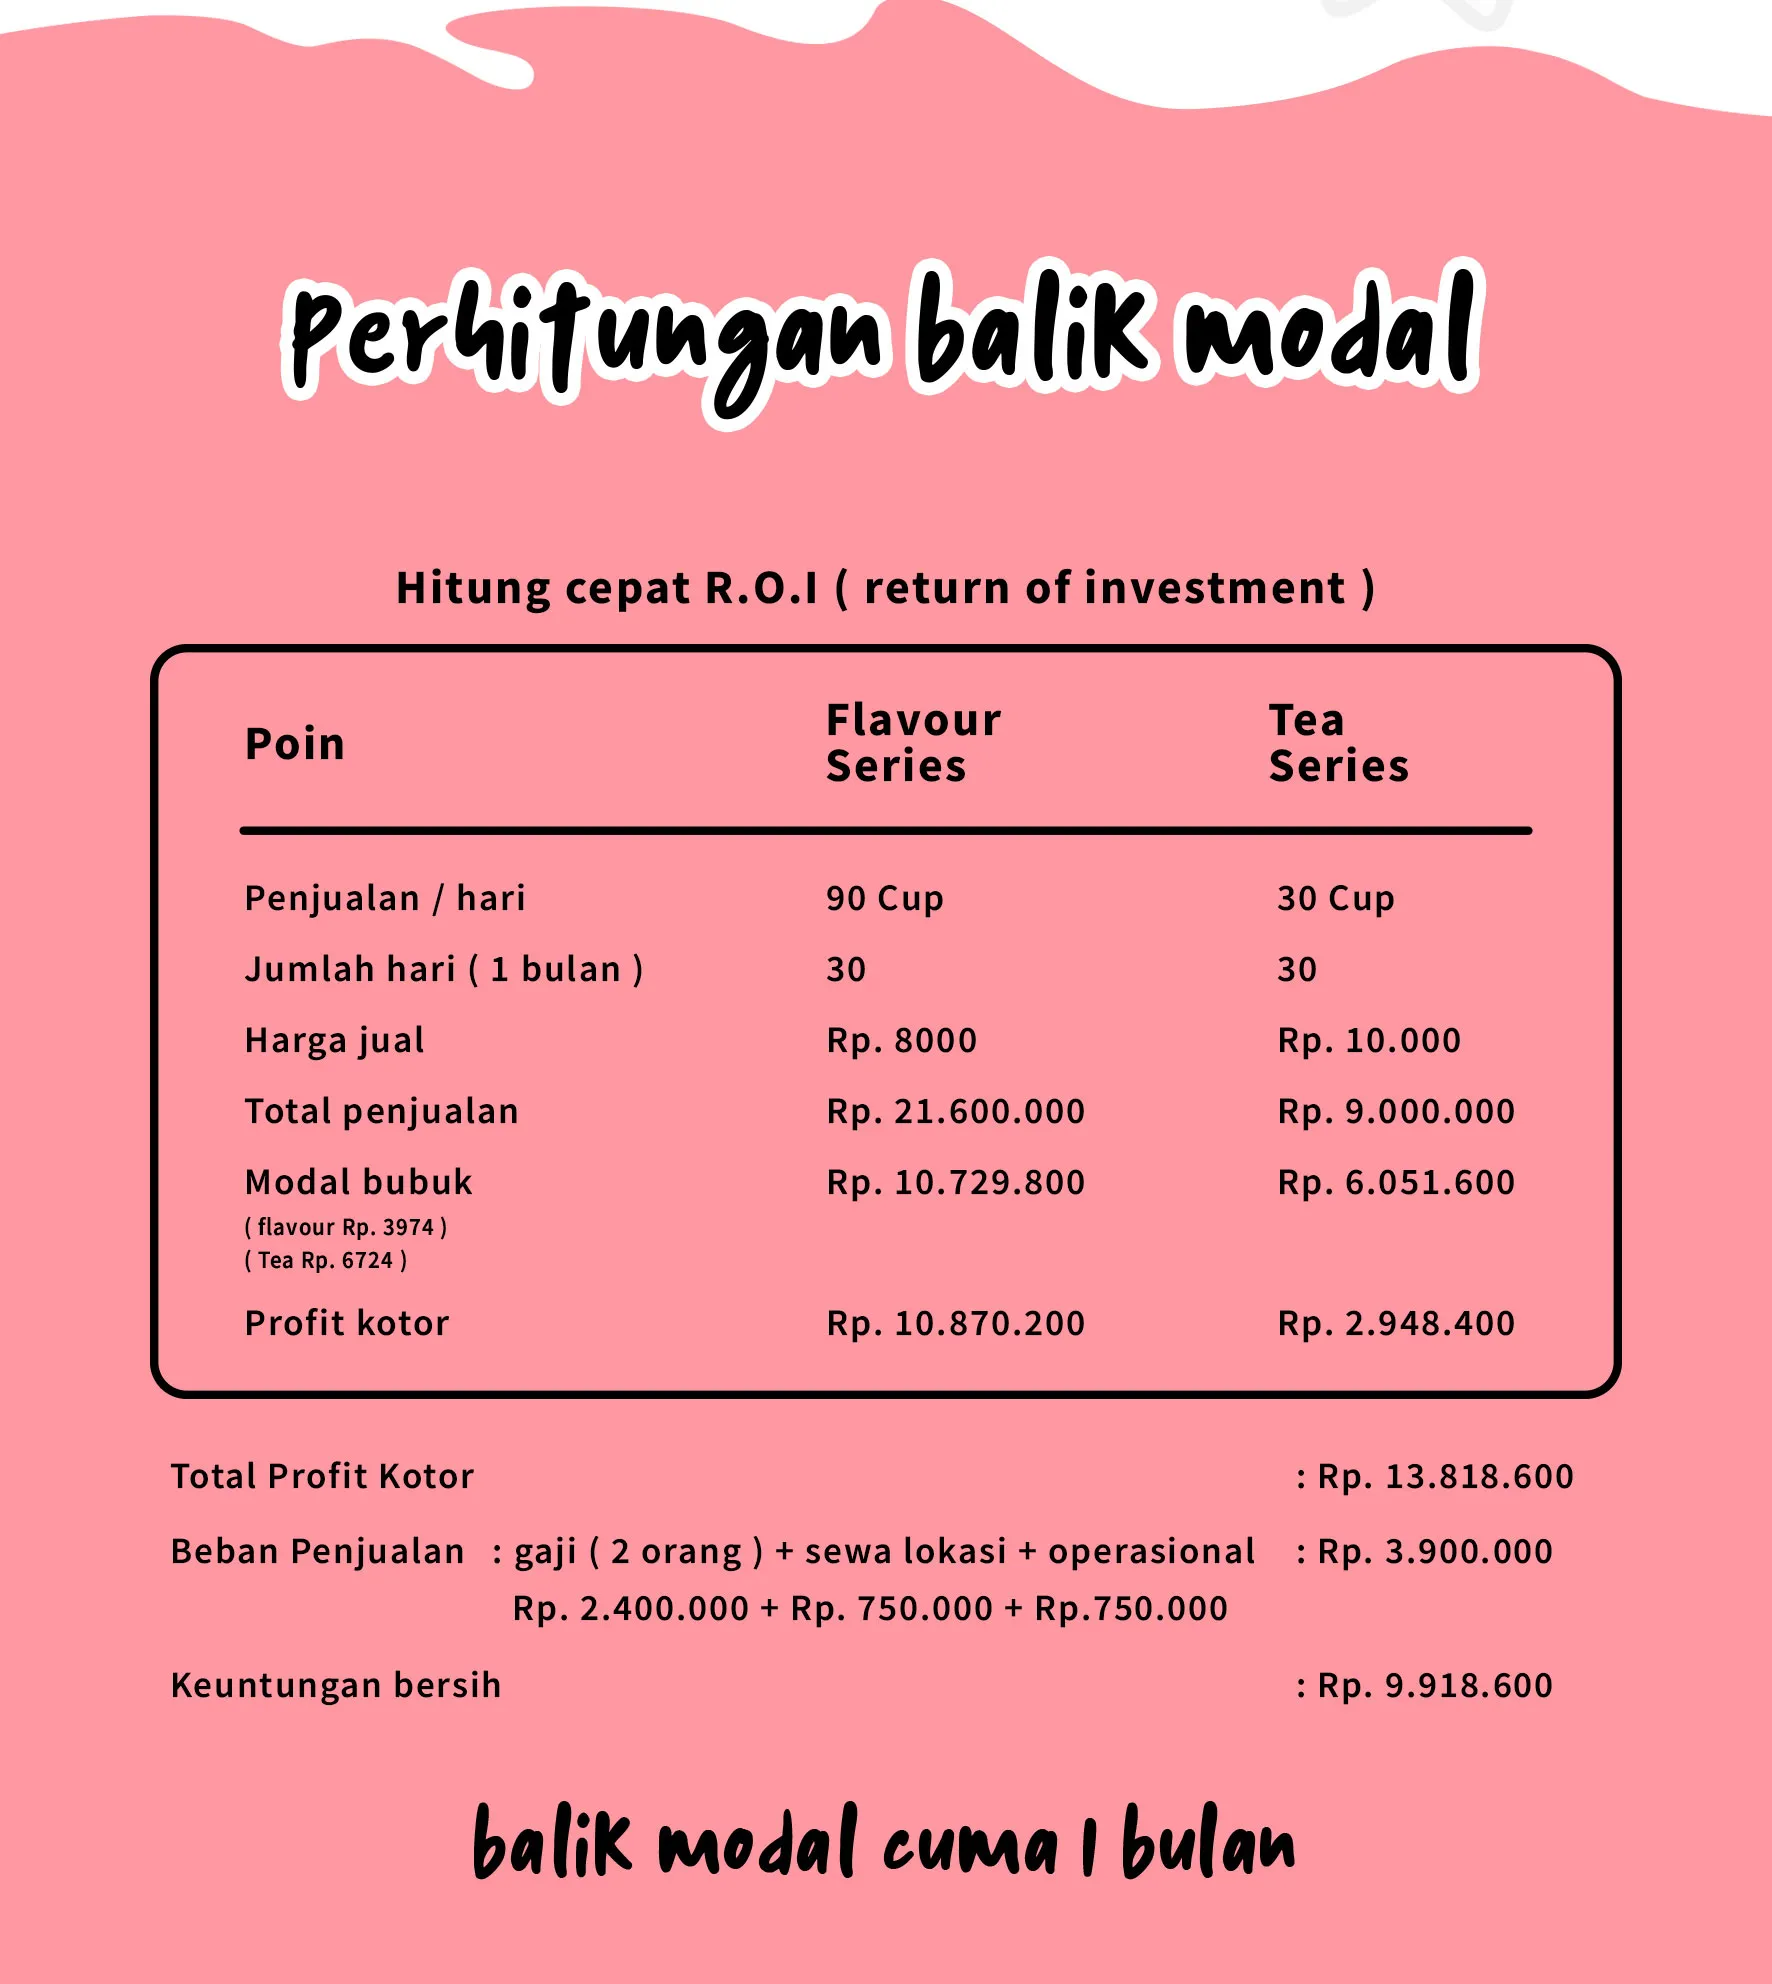 Perhitungan balik modal
Hitung cepat R.O.I ( return of investment )
Poin Flavour Series Tea Series
Penjualan / hari 90 Cup 30 Cup
Jumlah hari ( 1 bulan ) 30 30
Harga jual Rp. 8000 Rp. 10.000
Total penjualan Rp. 21.600.000 Rp. 9.000.000
Modal bubuk Rp. 10.729.800 Rp. 6.051.600
( flavour Rp. 3974 )
( Tea Rp. 6724 )
Profit kotor Rp. 10.870.200 Rp. 2.948.400
Total Profit Kotor : Rp. 13.818.600
Beban Penjualan : gaji ( 2 orang ) + sewa lokasi + operasional : Rp. 3.900.000
Rp. 2.400.000 + Rp. 750.000 + Rp.750.000
Keuntungan bersih : Rp. 9.918.600
balik modal cuma 1 bulan